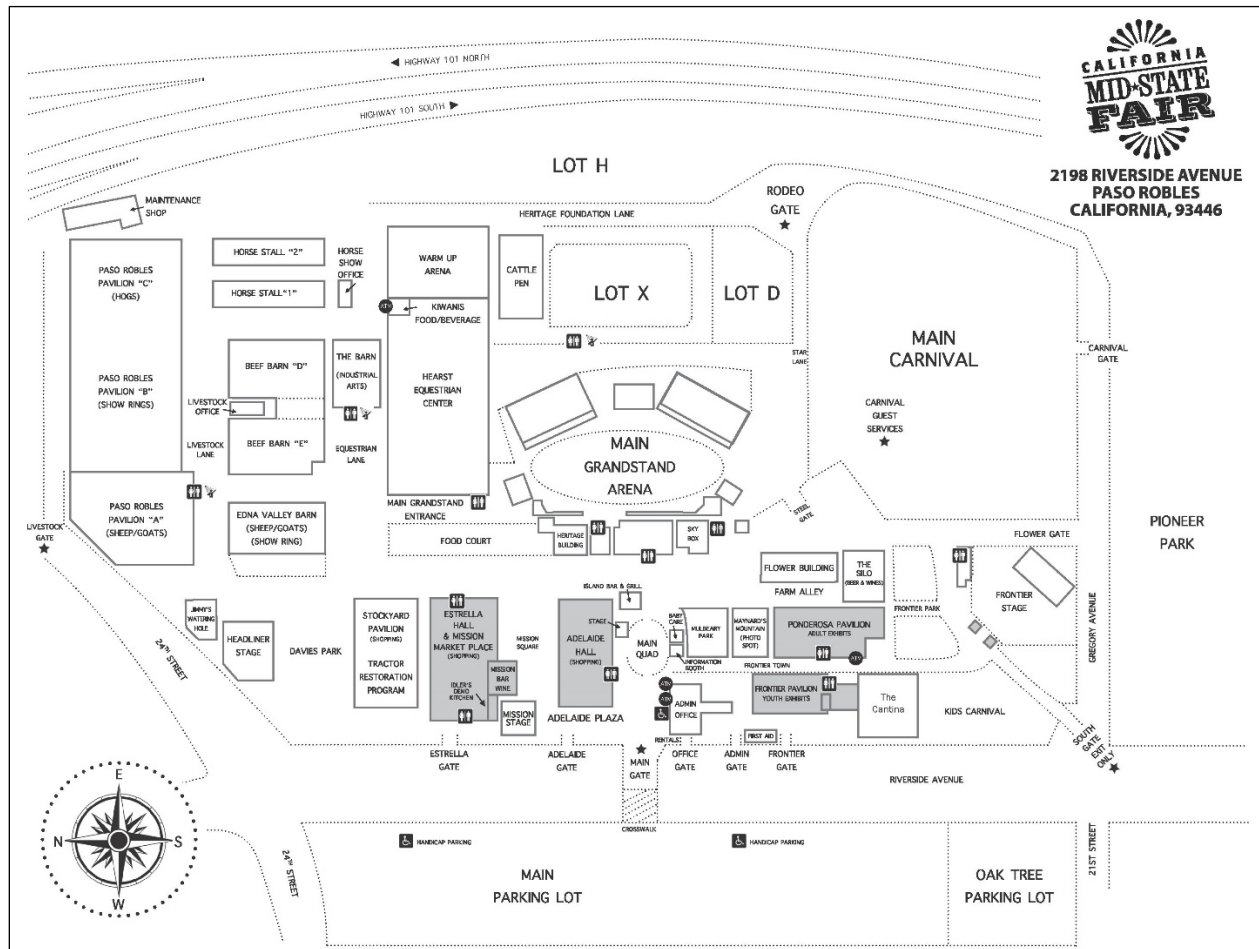 CALIFORNIA
MID★STATE
FAIR
2198 RIVERSIDE AVENUE
PASO ROBLES
CALIFORNIA, 93446
◄ HIGHWAY 101 NORTH
HIGHWAY 101 SOUTH ►
LOT H
RODEO
GATE
HERITAGE FOUNDATION LANE
MAINTENANCE
SHOP
PASO ROBLES
PAVILION "C"
(HOGS)
HORSE STALL "2"
HORSE STALL"1"
HORSE
SHOW
OFFICE
WARM UP
ARENA
CATTLE
PEN
LOT X
LOT D
ATM
KIWANIS
FOOD/BEVERAGE
MAIN
CARNIVAL
STAR
LANE
CARNIVAL
GATE
PASO ROBLES
PAVILION "B"
(SHOW RINGS)
BEEF BARN "D"
THE BARN
(INDUSTRIAL
ARTS)
HEARST
EQUESTRIAN
CENTER
LIVESTOCK
OFFICE
CARNIVAL
GUEST
SERVICES
LIVESTOCK
LANE
BEEF BARN "E"
EQUESTRIAN
LANE
MAIN
GRANDSTAND
ARENA
PASO ROBLES
PAVILION "A"
(SHEEP/GOATS)
EDNA VALLEY BARN
(SHEEP/GOATS)
(SHOW RING)
MAIN GRANDSTAND
ENTRANCE
FOOD COURT
HERITAGE
BUILDING
SKY
BOX
STEEL
GATE
LIVESTOCK
GATE
PIONEER
PARK
FLOWER GATE
FLOWER BUILDING
THE
SILO
(BEER & WINES)
FARM ALLEY
FRONTIER
STAGE
FRONTIER PARK
GREGORY AVENUE
24TH STREET
JIMMY'S
WATERING
HOLE
HEADLINER
STAGE
DAVIES PARK
STOCKYARD
PAVILION
(SHOPPING)
TRACTOR
RESTORATION
PROGRAM
ESTRELLA
HALL
& MISSION
MARKET PLACE
(SHOPPING)
MISSION
SQUARE
MISSION
BAR
WINE
IDLER'S
DEMO
KITCHEN
MISSION
STAGE
ISLAND BAR & GRILL
STAGE
ADELAIDE
HALL
(SHOPPING)
ADELAIDE PLAZA
MAIN
QUAD
BABY
CARE
INFORMATION
BOOTH
MULBEARY
PARK
MAYNARD'S
MOUNTAIN
(PHOTO
SPOT)
PONDEROSA PAVILION
ADULT EXHIBITS
ATM
FRONTIER TOWN
ATM
ATM
ADMIN
OFFICE
RENTALS
FRONTIER PAVILION
YOUTH EXHIBITS
The
Cantina
KIDS CARNIVAL
SOUTH
GATE
EXIT
ONLY
FIRST AID
ESTRELLA
GATE
ADELAIDE
GATE
MAIN
GATE
OFFICE
GATE
ADMIN
GATE
FRONTIER
GATE
RIVERSIDE AVENUE
CROSSWALK
E
N
S
W
24TH STREET
HANDICAP PARKING
HANDICAP PARKING
MAIN
PARKING LOT
OAK TREE
PARKING LOT
21ST STREET